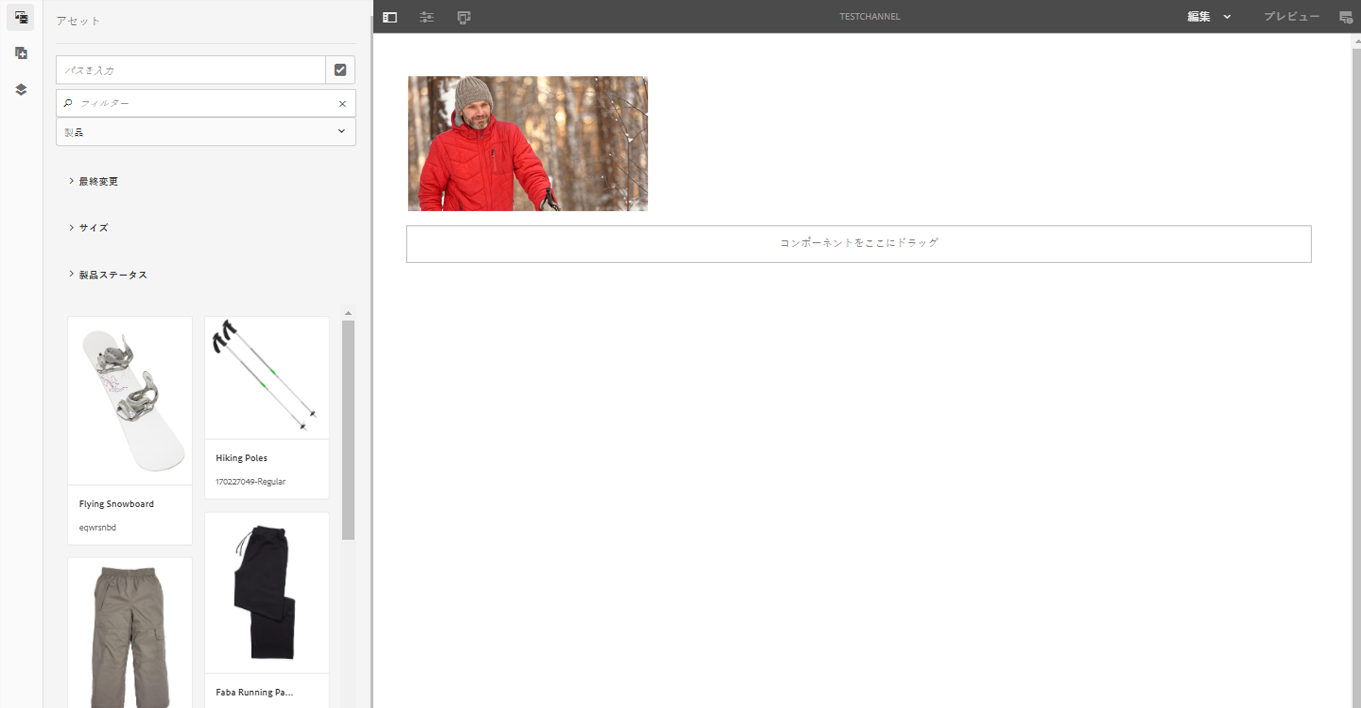 アセット
TESTCHANNEL
編集
プレビュー
パスを入力
フィルター
製品
最終変更
サイズ
製品ステータス
コンポーネントをここにドラッグ
Flying Snowboard
eqwrsnbd
Hiking Poles
170227049-Regular
Faba Running Pa...